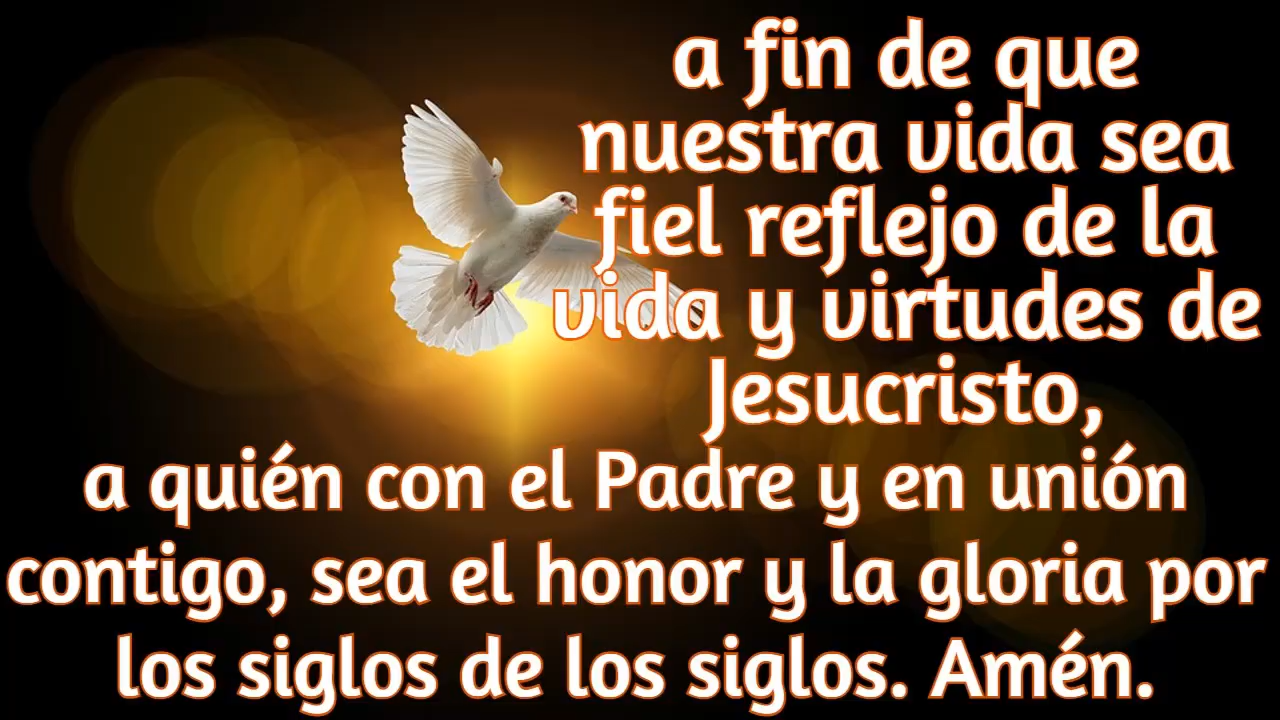 a fin de que
nuestra vida sea
fiel reflejo de la
vida y virtudes de
Jesucristo,
a quién con el Padre y en unión
contigo, sea el honor y la gloria por
los siglos de los siglos. Amén.